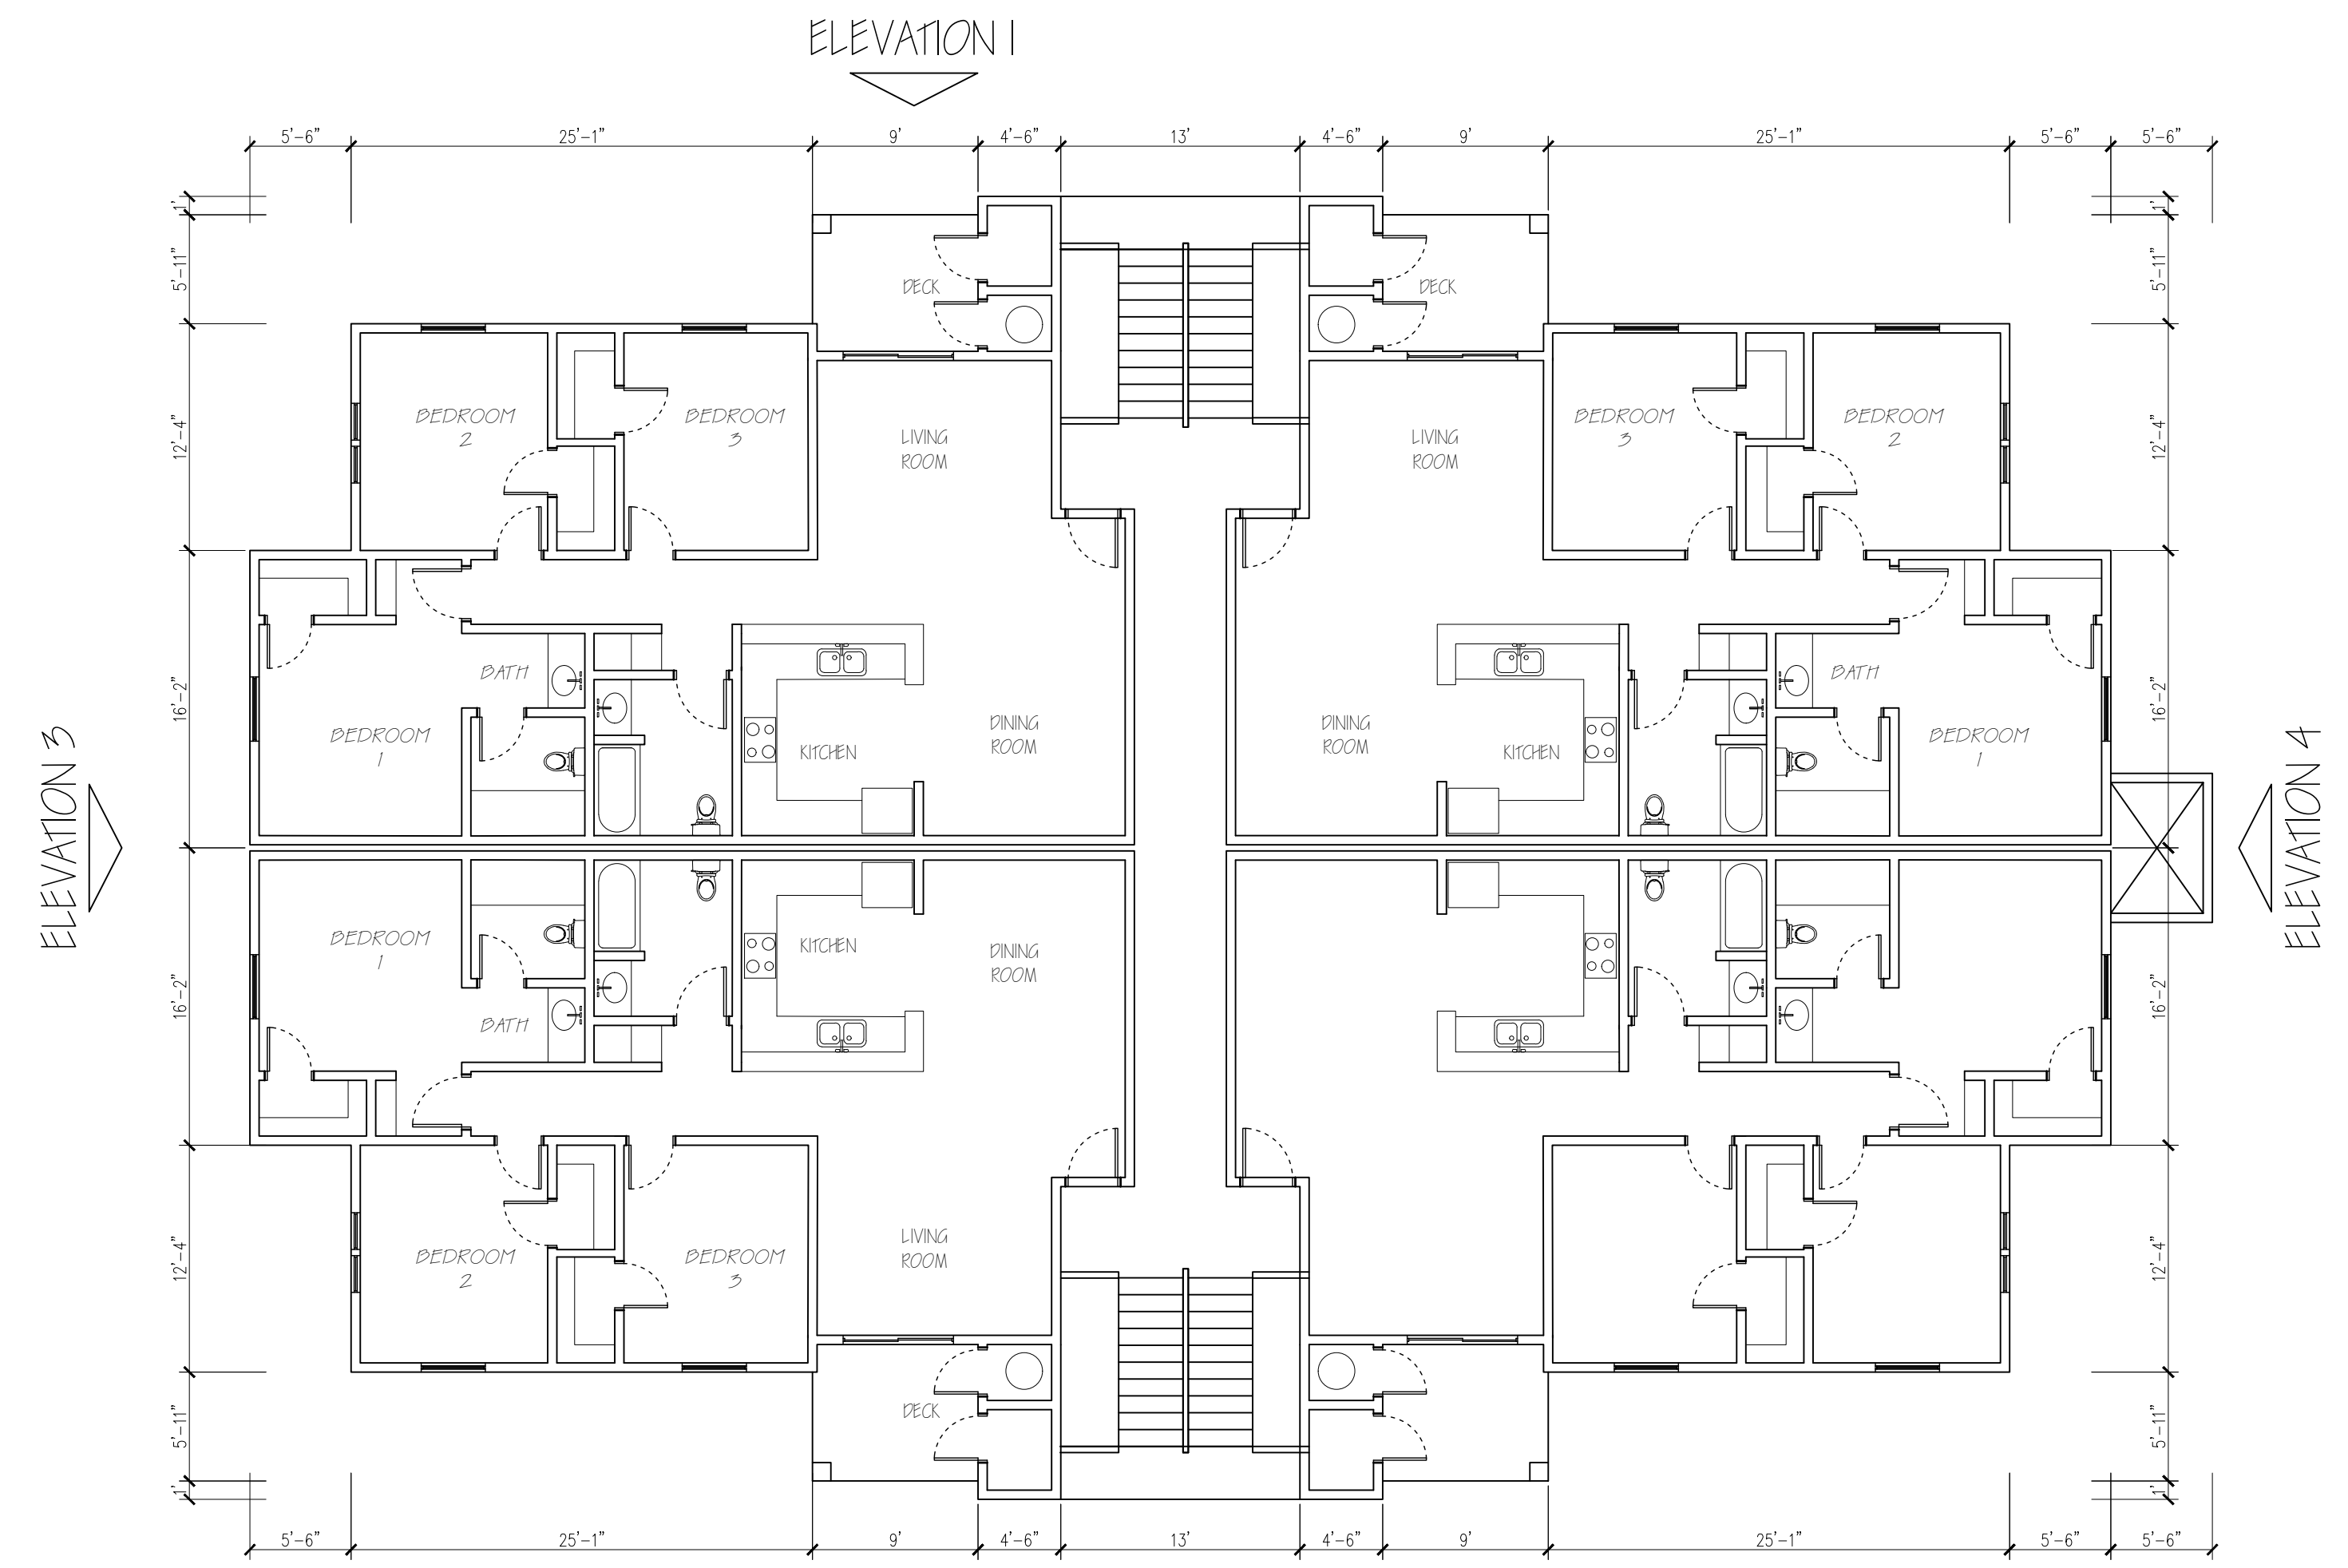 ELEVATION 1
5'-6" 25'-1" 9' 4'-6" 13' 4'-6" 9' 25'-1" 5'-6" 5'-6"
1' 1'
5'-11" 5'-11"
DECK DECK
12'-4" 12'-4"
BEDROOM BEDROOM BEDROOM BEDROOM
2 3 3 2
LIVING LIVING
ROOM ROOM
BATH BATH
16'-2" 16'-2"
DINING DINING
ROOM ROOM
BEDROOM BEDROOM
1 1
KITCHEN KITCHEN
ELEVATION 3
ELEVATION 4
BEDROOM
1
KITCHEN
DINING
ROOM
16'-2" 16'-2"
BATH
LIVING
ROOM
12'-4" 12'-4"
BEDROOM BEDROOM
2 3
DECK
5'-11" 5'-11"
1' 1'
5'-6" 25'-1" 9' 4'-6" 13' 4'-6" 9' 25'-1" 5'-6" 5'-6"